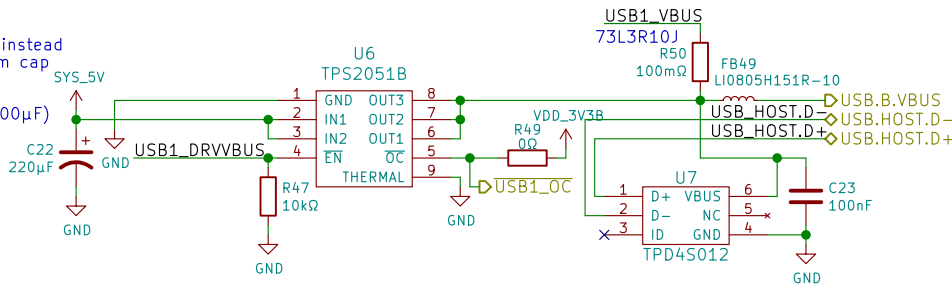 USB1_VBUS
instead
m cap
00µF)
SYS_5V
C22
220µF
GND
GND
USB1_DRVVBUS
R47
10kΩ
GND
U6
TPS2051B
1 GND OUT3 8
2 IN1 OUT2 7
3 IN2 OUT1 6
4 EN OC 5
THERMAL 9
GND
USB1_OC
R49
0Ω
VDD_3V3B
73L3R10J
R50
100mΩ
FB49
LI0805H151R-10
USB.B.VBUS
USB_HOST.D- USB.HOST.D-
USB_HOST.D+ USB.HOST.D+
U7
1 D+ VBUS 6
2 D- NC 5
3 ID GND 4
TPD4S012
C23
100nF
GND